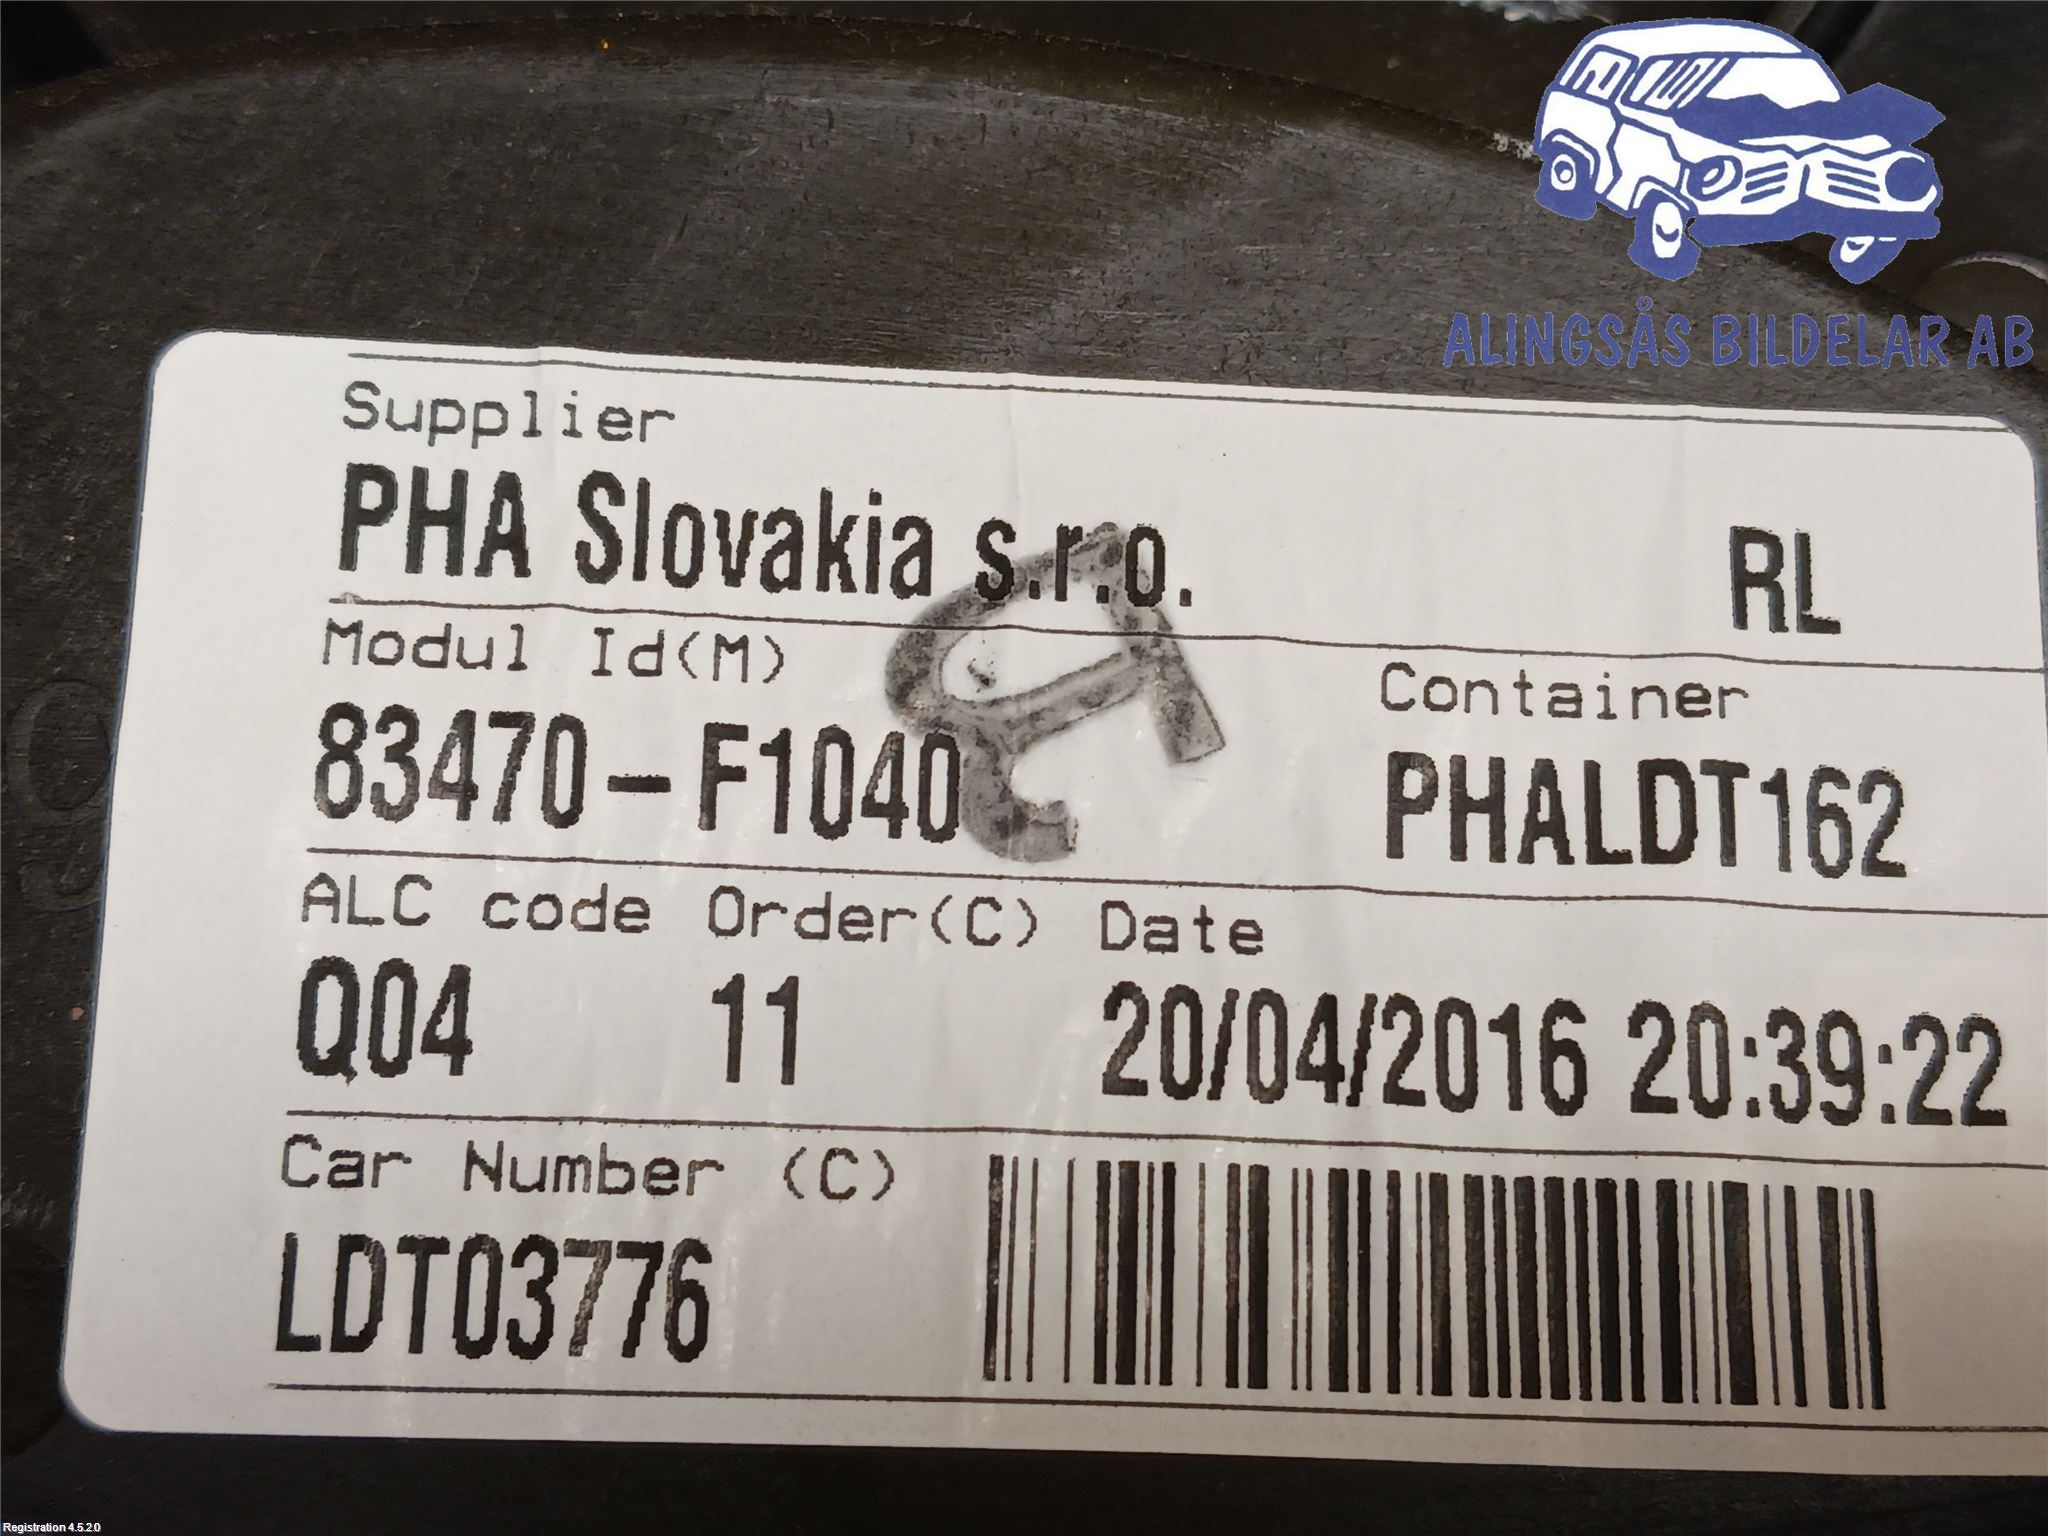 ALINGSÅS BILDELAR AB
Supplier
PHA Slovakia s.r.o. RL
Modul Id(M) Container
83470-F1040 PHALDT162
ALC code Order(C) Date
Q04 11 20/04/2016 20:39:22
Car Number (C)
LDT03776
Registration 4.5.2.0